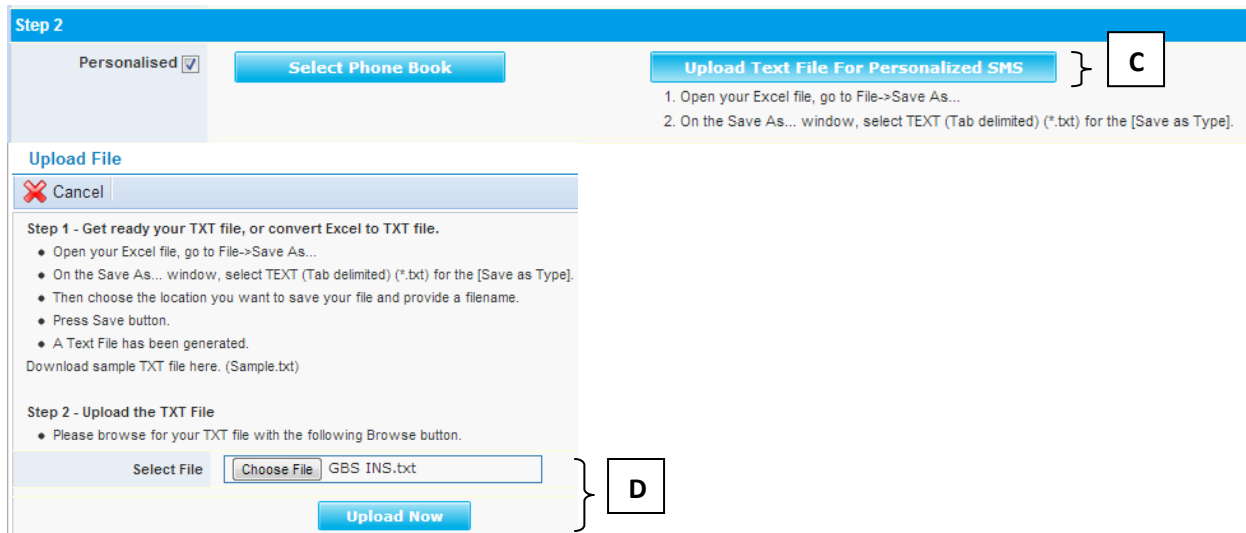 Step 2
Personalised
Select Phone Book
Upload Text File For Personalized SMS
C
1. Open your Excel file, go to File->Save As...
2. On the Save As... window, select TEXT (Tab delimited) (*.txt) for the [Save as Type].
Upload File
Cancel
Step 1 - Get ready your TXT file, or convert Excel to TXT file.
• Open your Excel file, go to File->Save As...
• On the Save As... window, select TEXT (Tab delimited) (*.txt) for the [Save as Type].
• Then choose the location you want to save your file and provide a filename.
• Press Save button.
• A Text File has been generated.
Download sample TXT file here. (Sample.txt)
Step 2 - Upload the TXT File
• Please browse for your TXT file with the following Browse button.
Select File
Choose File GBS INS.txt
D
Upload Now